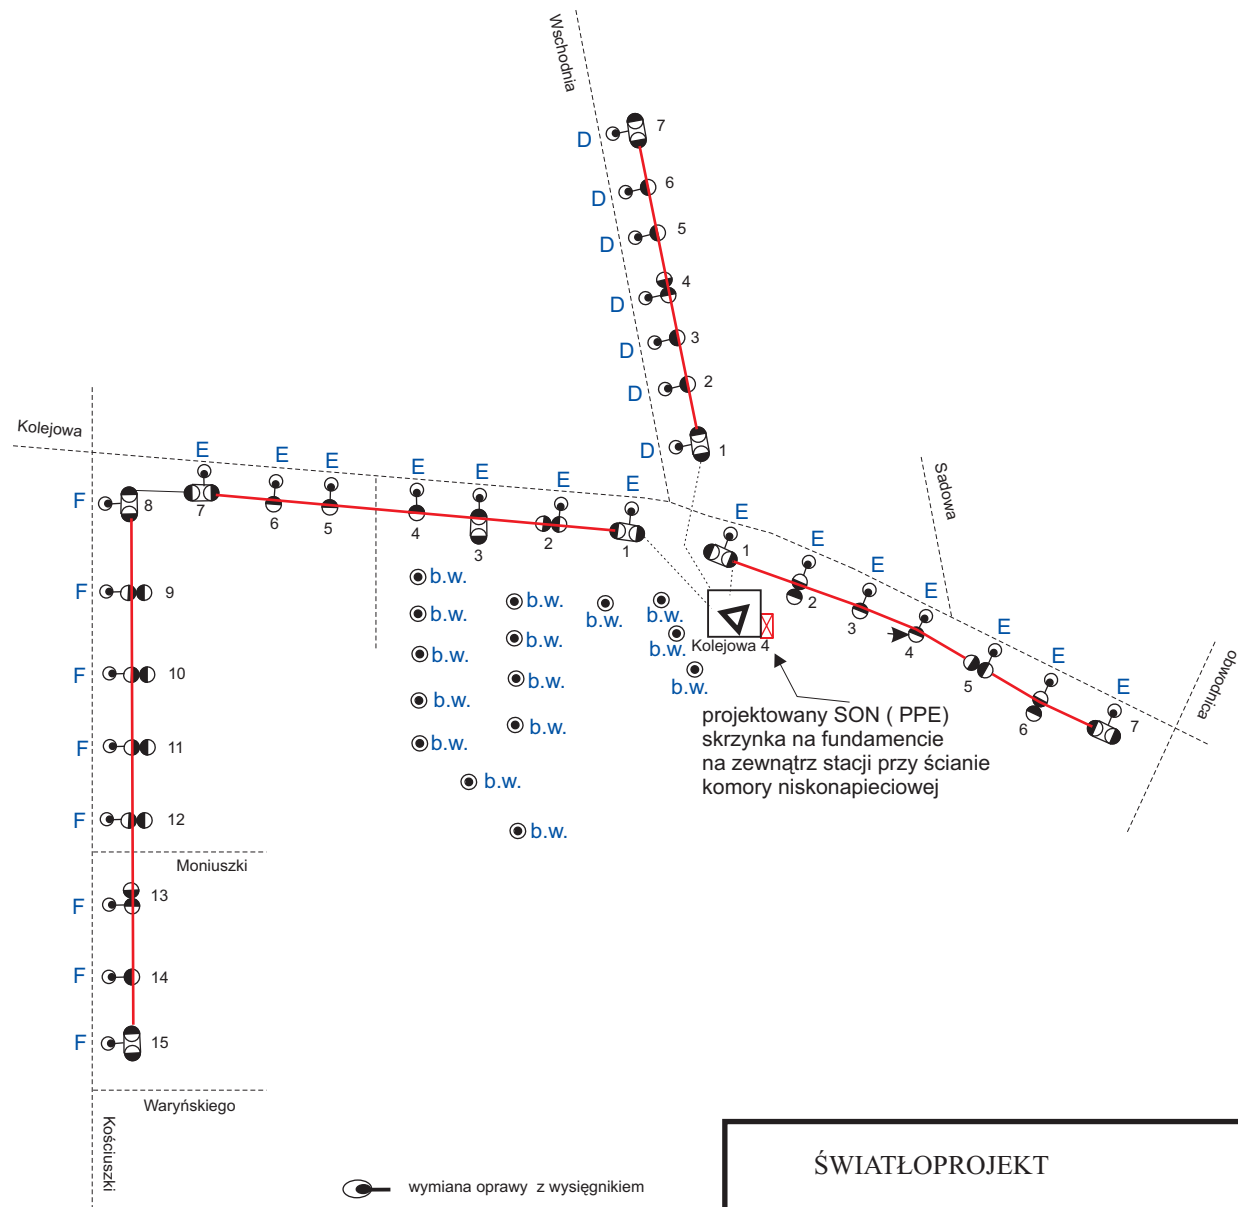 Wschodnia
D
7
D
6
D
5
D
4
D
3
D
2
D
1
Kolejowa
E
E
E
E
E
E
E
7
6
5
4
3
2
1
Sadowa
E
E
E
E
E
E
E
1
2
3
4
5
6
7
obwodnica
F
8
F
9
F
10
F
11
F
12
Moniuszki
F
13
F
14
F
15
Waryńskiego
Kościuszki
b.w.
b.w.
b.w.
b.w.
b.w.
b.w.
b.w.
b.w.
b.w.
b.w.
b.w.
b.w.
b.w.
b.w.
Kolejowa 4
projektowany SON ( PPE)
skrzynka na fundamencie
na zewnątrz stacji przy ścianie
komory niskonapieciowej
wymiana oprawy z wysięgnikiem
ŚWIATŁOPROJEKT